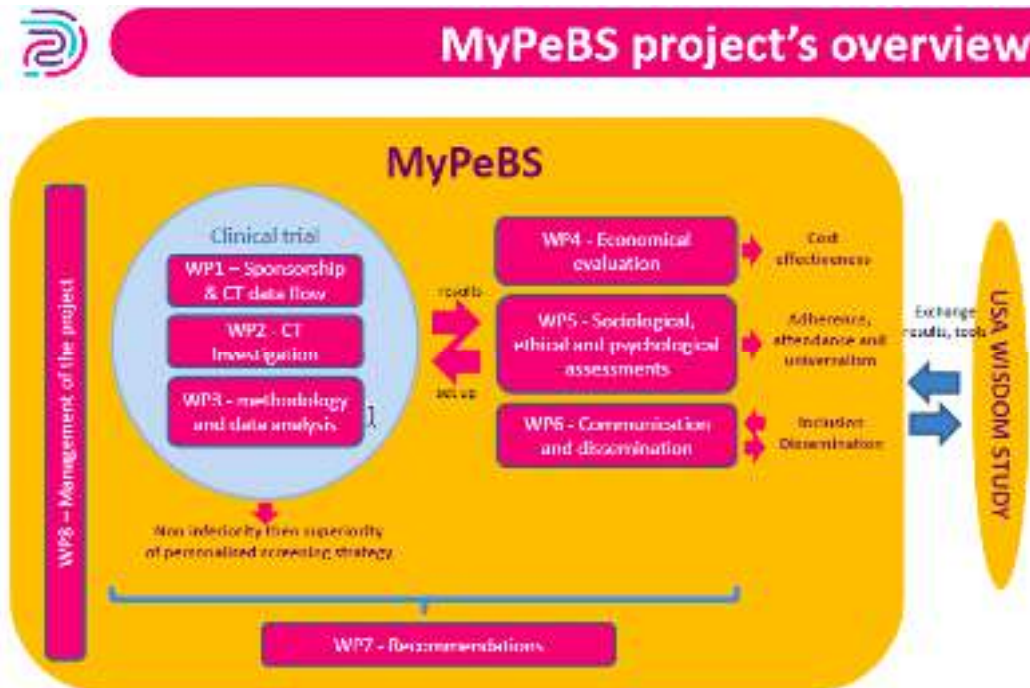 MyPeBS project's overview
MyPeBS
WP8 – Management of the project
Clinical trial
WP1 – Sponsorship
& CT data flow
WP2 - CT
Investigation
WP3 - methodology
and data analysis
Non inferiority then superiority
of personalised screening strategy
results
set up
WP4 - Economical
evaluation
WP5 - Sociological,
ethical and psychological
assessments
WP6 - Communication
and dissemination
Cost
effectiveness
Adherence,
attendance and
universalism
Inclusion
Dissemination
Exchange
results, tools
USA WISDOM STUDY
WP7 - Recommendations